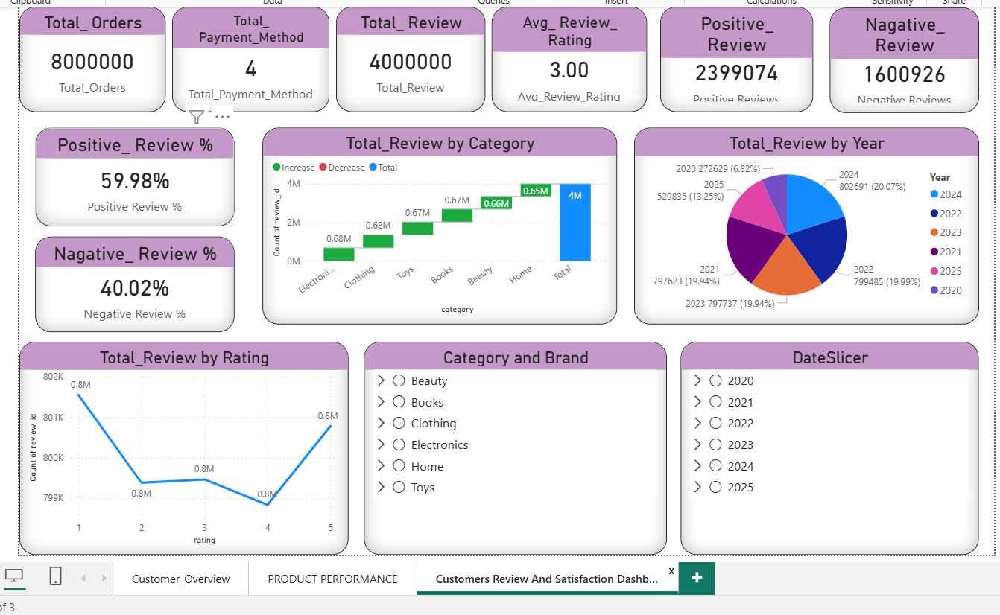 Clipboard
Data
Queries
Insert
Calculations
Sensitivity
Share
Total_ Orders
8000000
Total_Orders
Total_
Payment_Method
4
Total_Payment_Method
Total_ Review
4000000
Total_Review
Avg_ Review_
Rating
3.00
Avg_Review_Rating
Positive_
Review
2399074
Positive Reviews
Nagative_
Review
1600926
Negative Reviews
Positive_ Review %
59.98%
Positive Review %
Nagative_ Review %
40.02%
Negative Review %
Total_Review by Category
Increase Decrease Total
Count of review_id
4M
2M
0M
0.68M
0.68M
0.67M
0.67M
0.66M
0.65M
4M
Electroni...
Clothing
Toys
Books
Beauty
Home
Total
category
Total_Review by Year
2020 272629 (6.82%)
2024
802691 (20.07%)
2025
529835 (13.25%)
2021
797623 (19.94%)
2022
799485 (19.99%)
2023 797737 (19.94%)
Year
2024
2022
2023
2021
2025
2020
Total_Review by Rating
Count of review_id
802K
801K
800K
799K
0.8M
0.8M
0.8M
0.8M
0.8M
1 2 3 4 5
rating
Category and Brand
Beauty
Books
Clothing
Electronics
Home
Toys
DateSlicer
2020
2021
2022
2023
2024
2025
Customer_Overview
PRODUCT PERFORMANCE
Customers Review And Satisfaction Dashb...
x
+
of 3